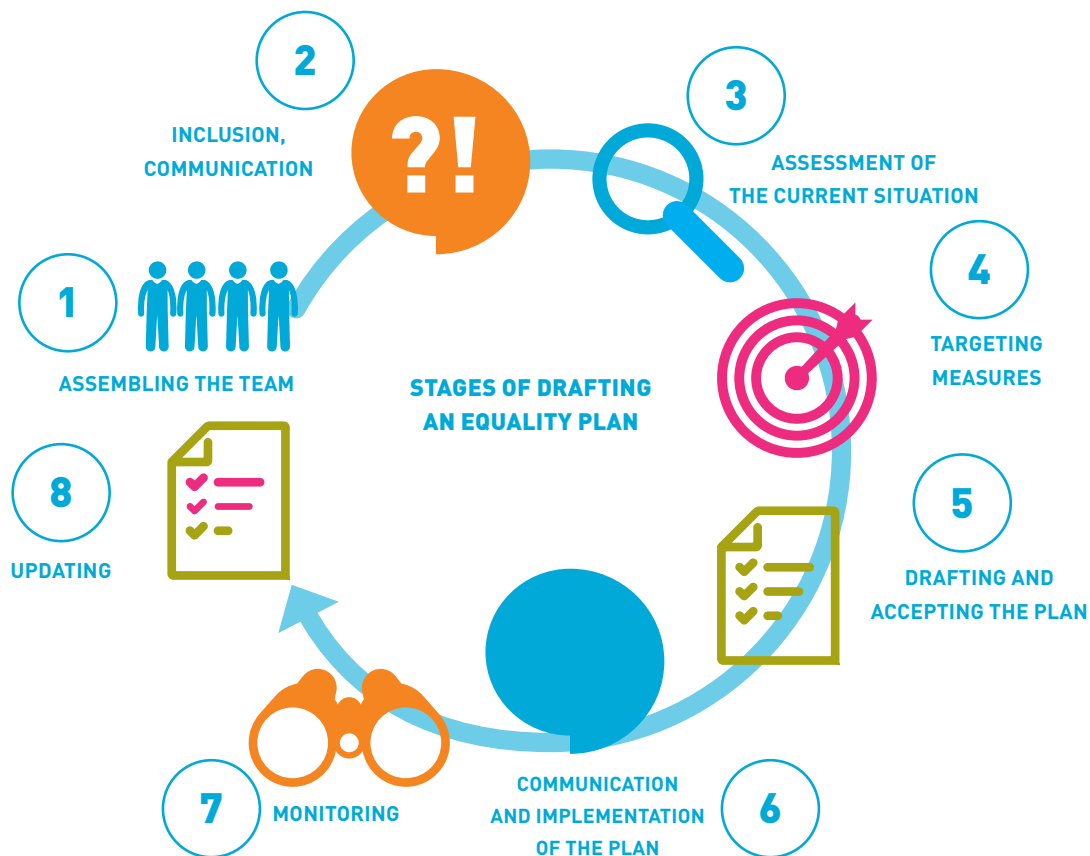 STAGES OF DRAFTING
AN EQUALITY PLAN
1
ASSEMBLING THE TEAM
2
INCLUSION,
COMMUNICATION
?!
3
ASSESSMENT OF
THE CURRENT SITUATION
4
TARGETING
MEASURES
5
DRAFTING AND
ACCEPTING THE PLAN
6
COMMUNICATION
AND IMPLEMENTATION
OF THE PLAN
7
MONITORING
8
UPDATING